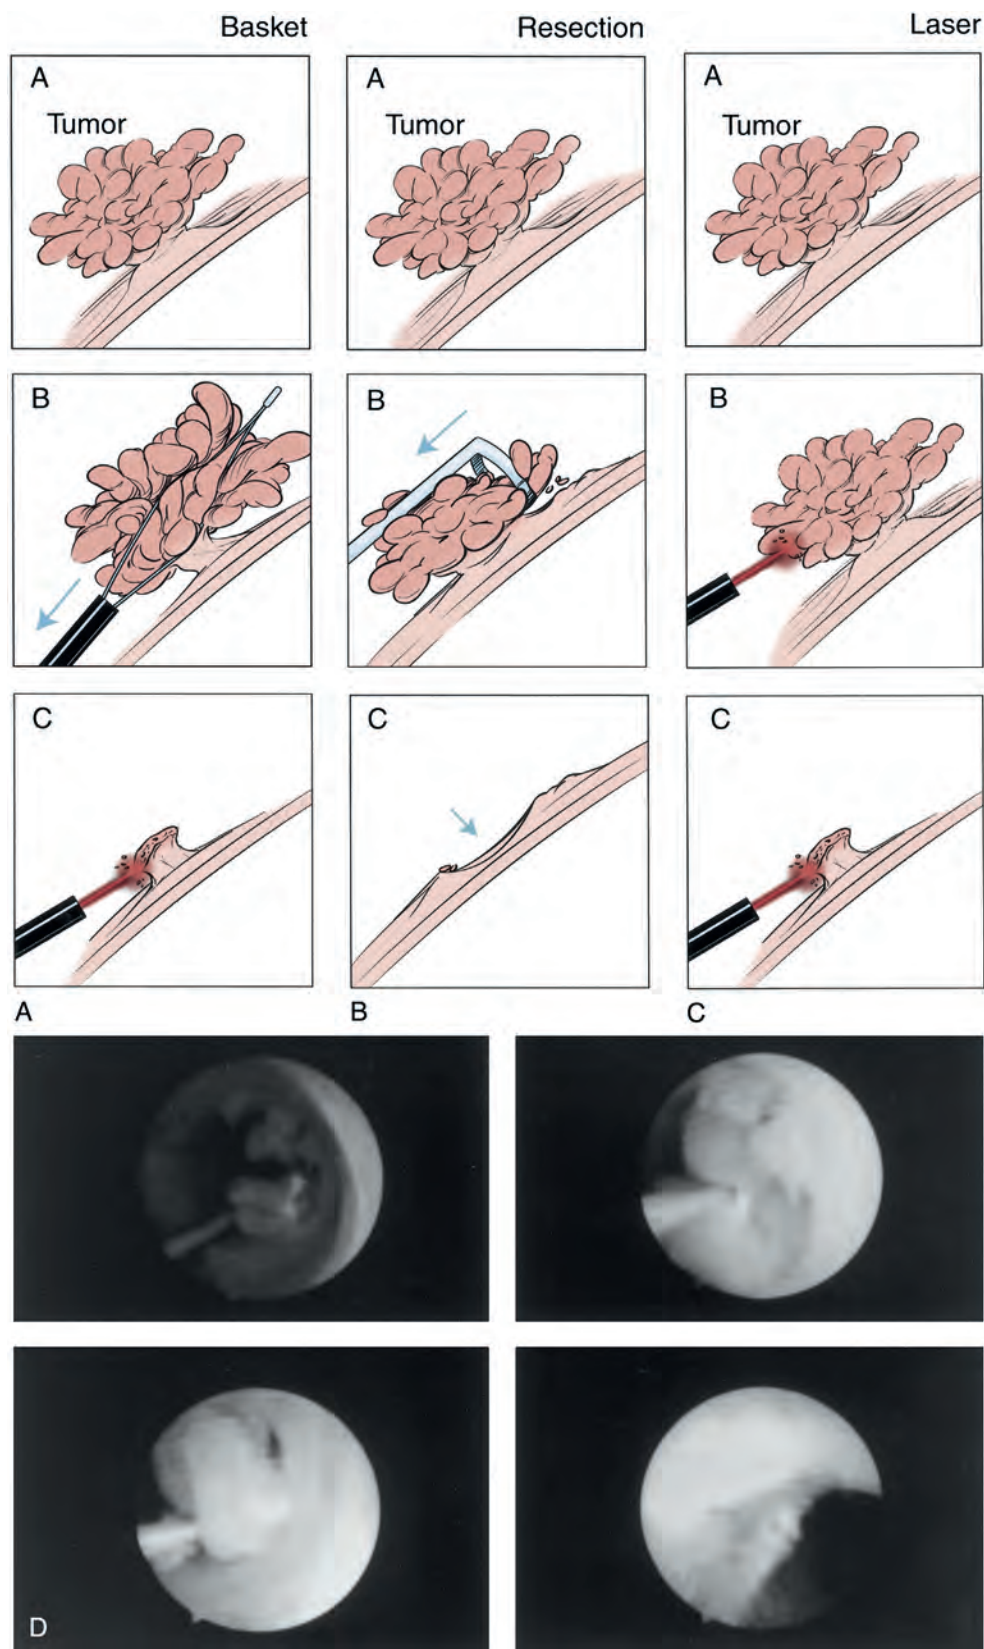 Basket Resection Laser
A A A
Tumor Tumor Tumor
B B B
C C C
A B C
D